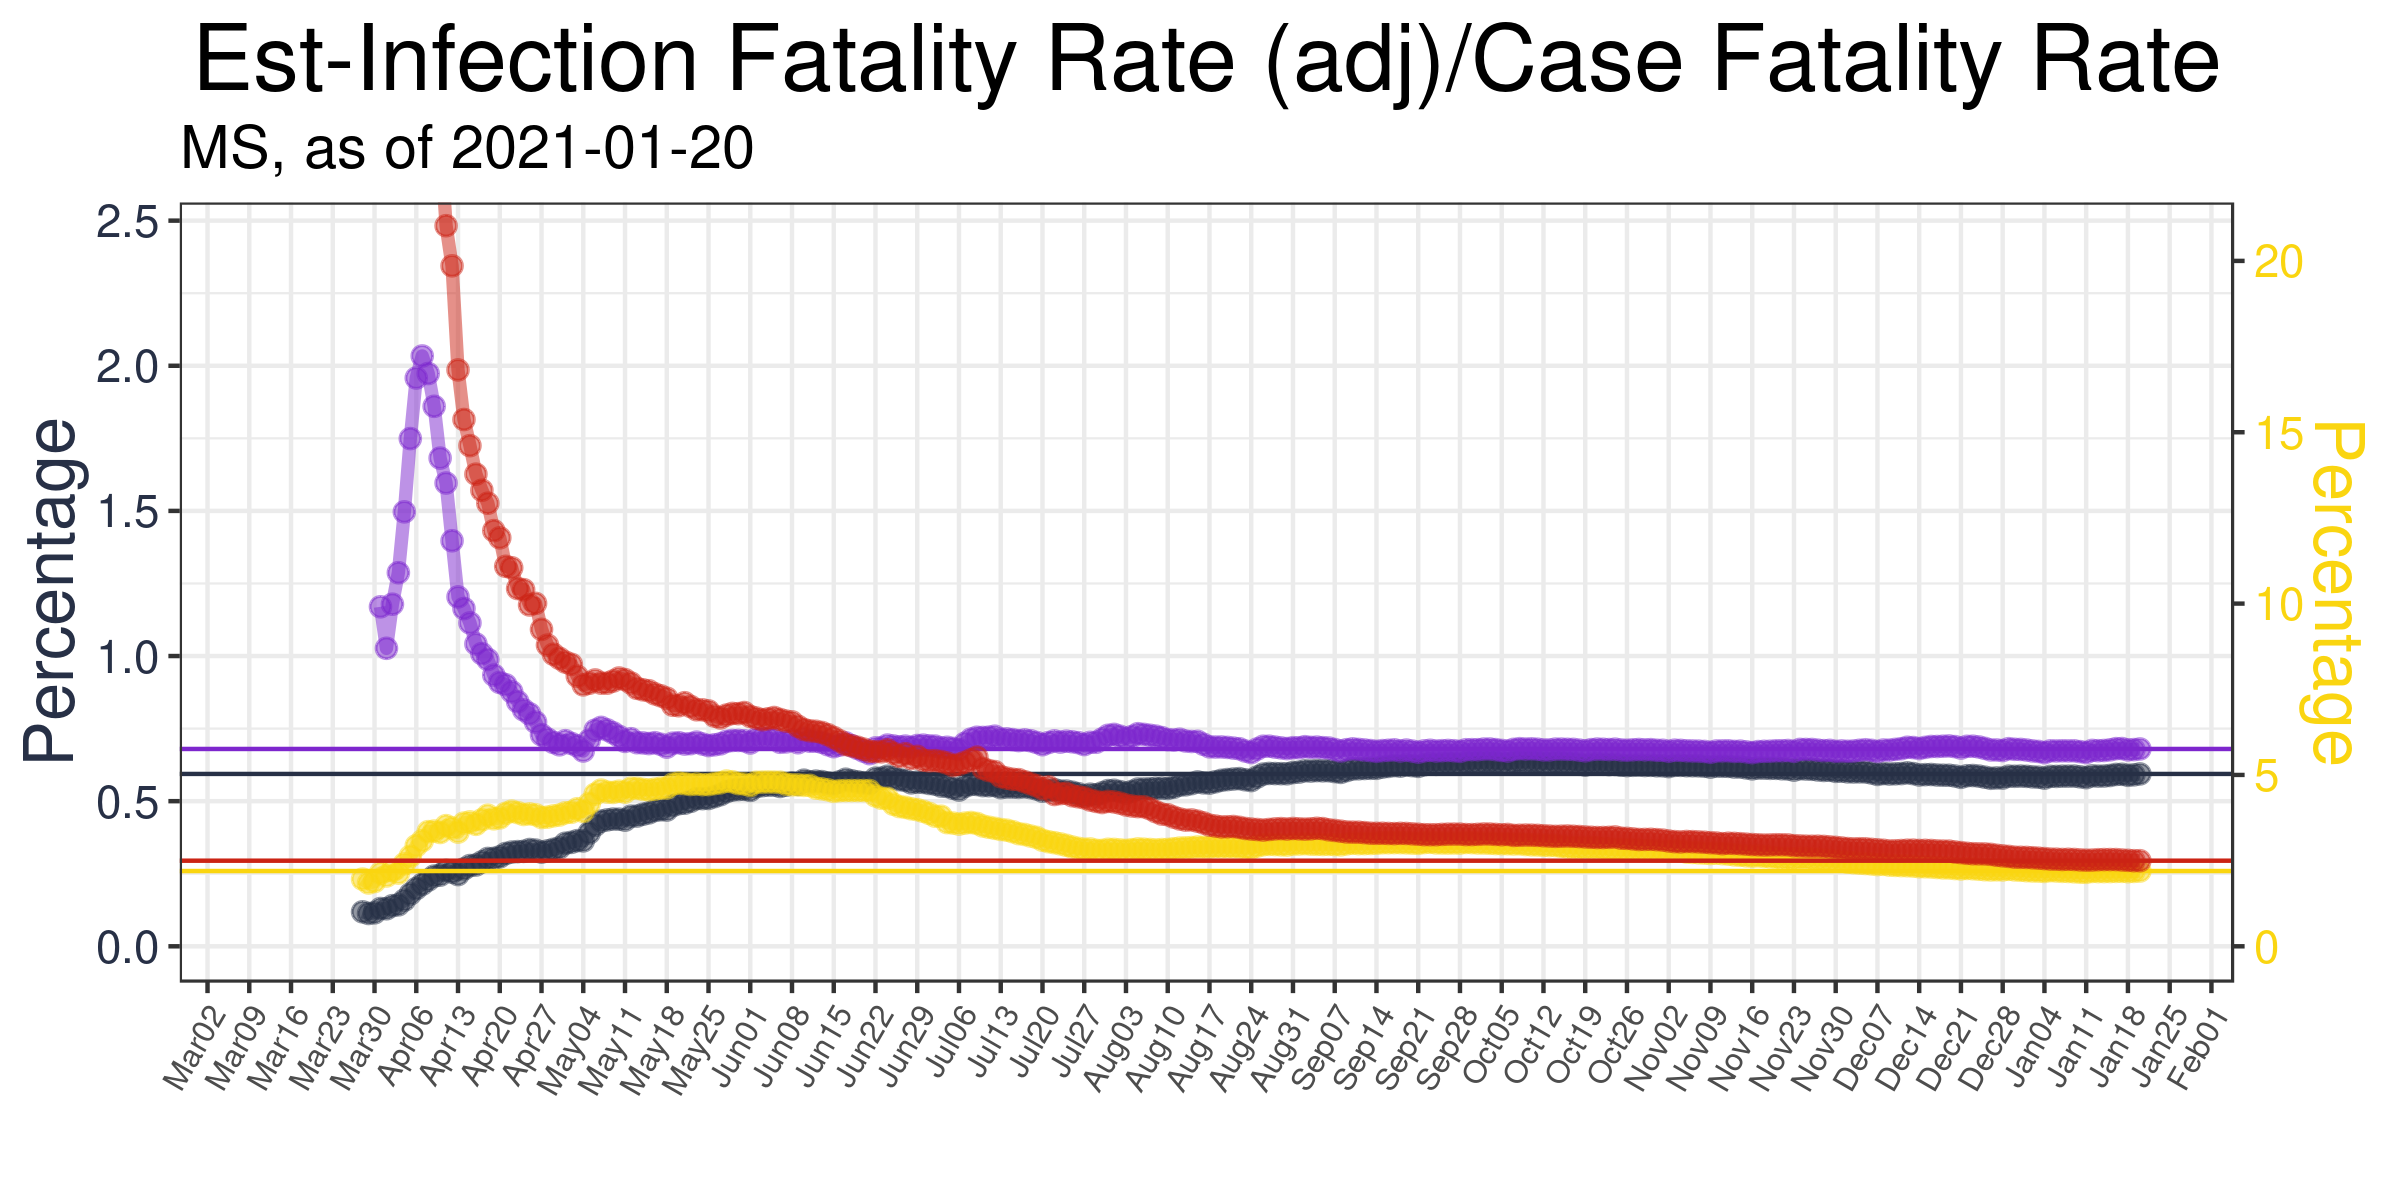 Est-Infection Fatality Rate (adj)/Case Fatality Rate
MS, as of 2021-01-20
Percentage
2.5
2.0
1.5
1.0
0.5
0.0
20
15
10
5
0
Percentage
Mar02
Mar09
Mar16
Mar23
Mar30
Apr06
Apr13
Apr20
Apr27
May04
May11
May18
May25
Jun01
Jun08
Jun15
Jun22
Jun29
Jul06
Jul13
Jul20
Jul27
Aug03
Aug10
Aug17
Aug24
Aug31
Sep07
Sep14
Sep21
Sep28
Oct05
Oct12
Oct19
Oct26
Nov02
Nov09
Nov16
Nov23
Nov30
Dec07
Dec14
Dec21
Dec28
Jan04
Jan11
Jan18
Jan25
Feb01